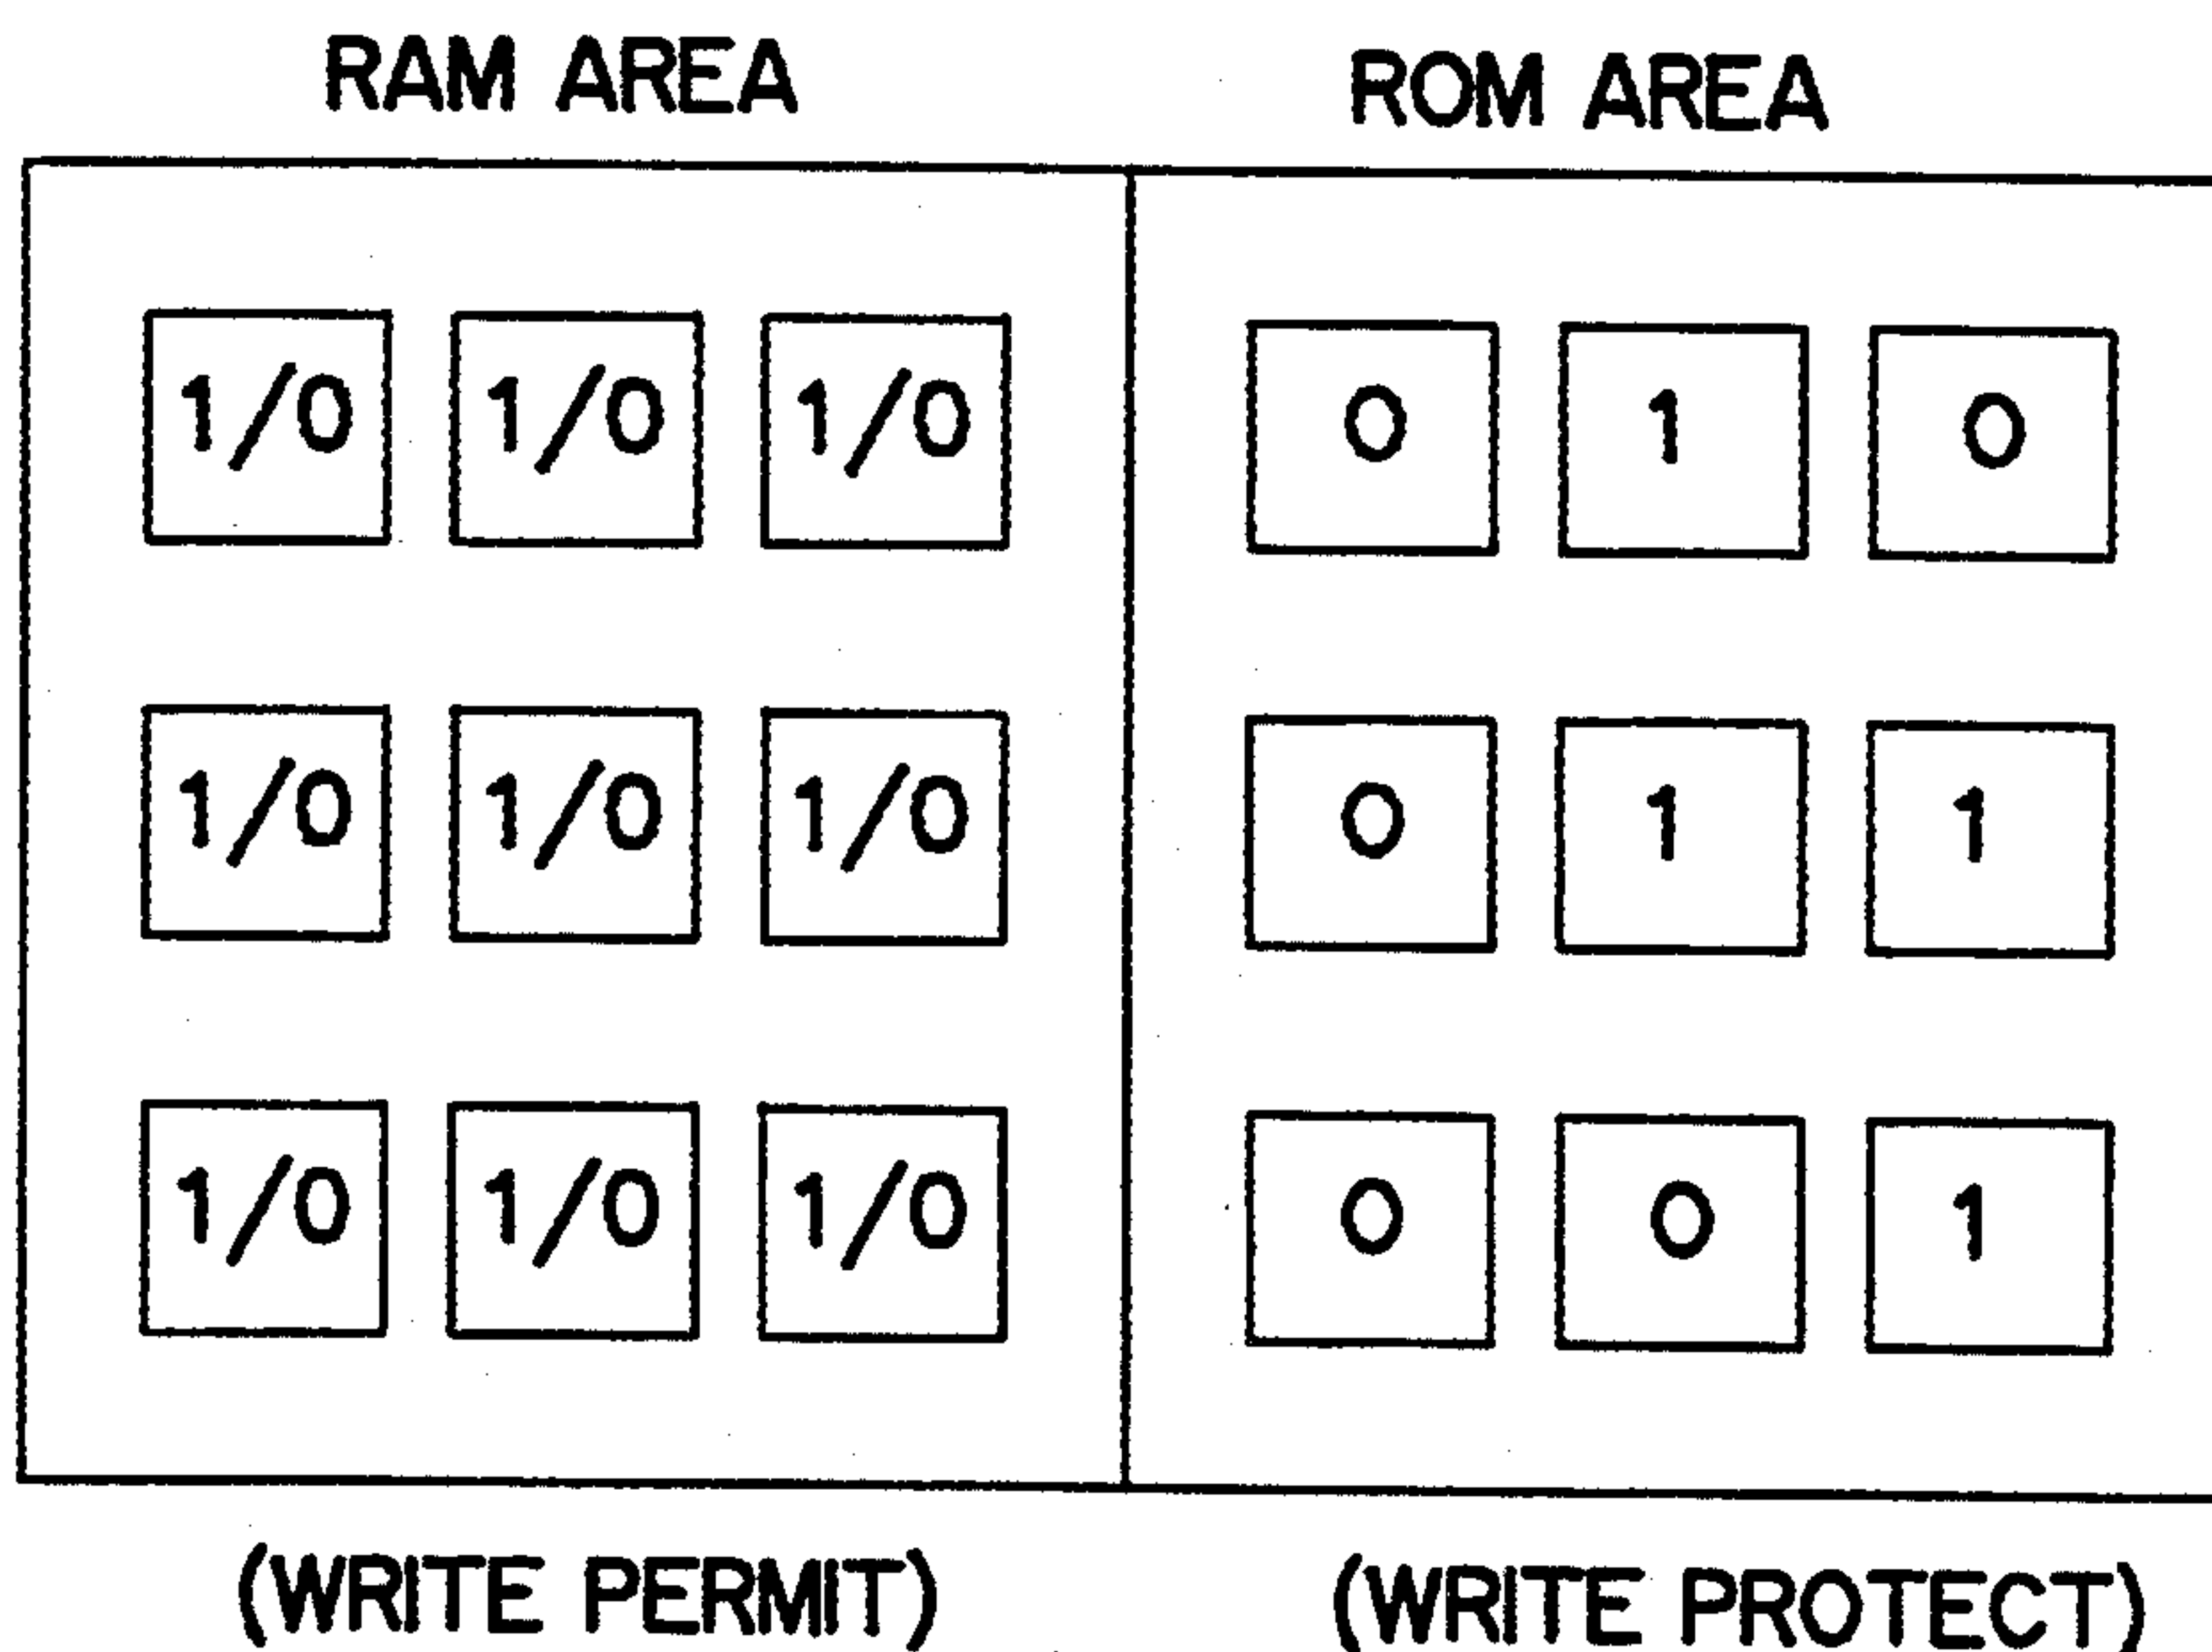 RAM AREA ROM AREA
1/0 1/0 1/0 0 1 0
1/0 1/0 1/0 0 1 1
1/0 1/0 1/0 0 0 1
(WRITE PERMIT) (WRITE PROTECT)